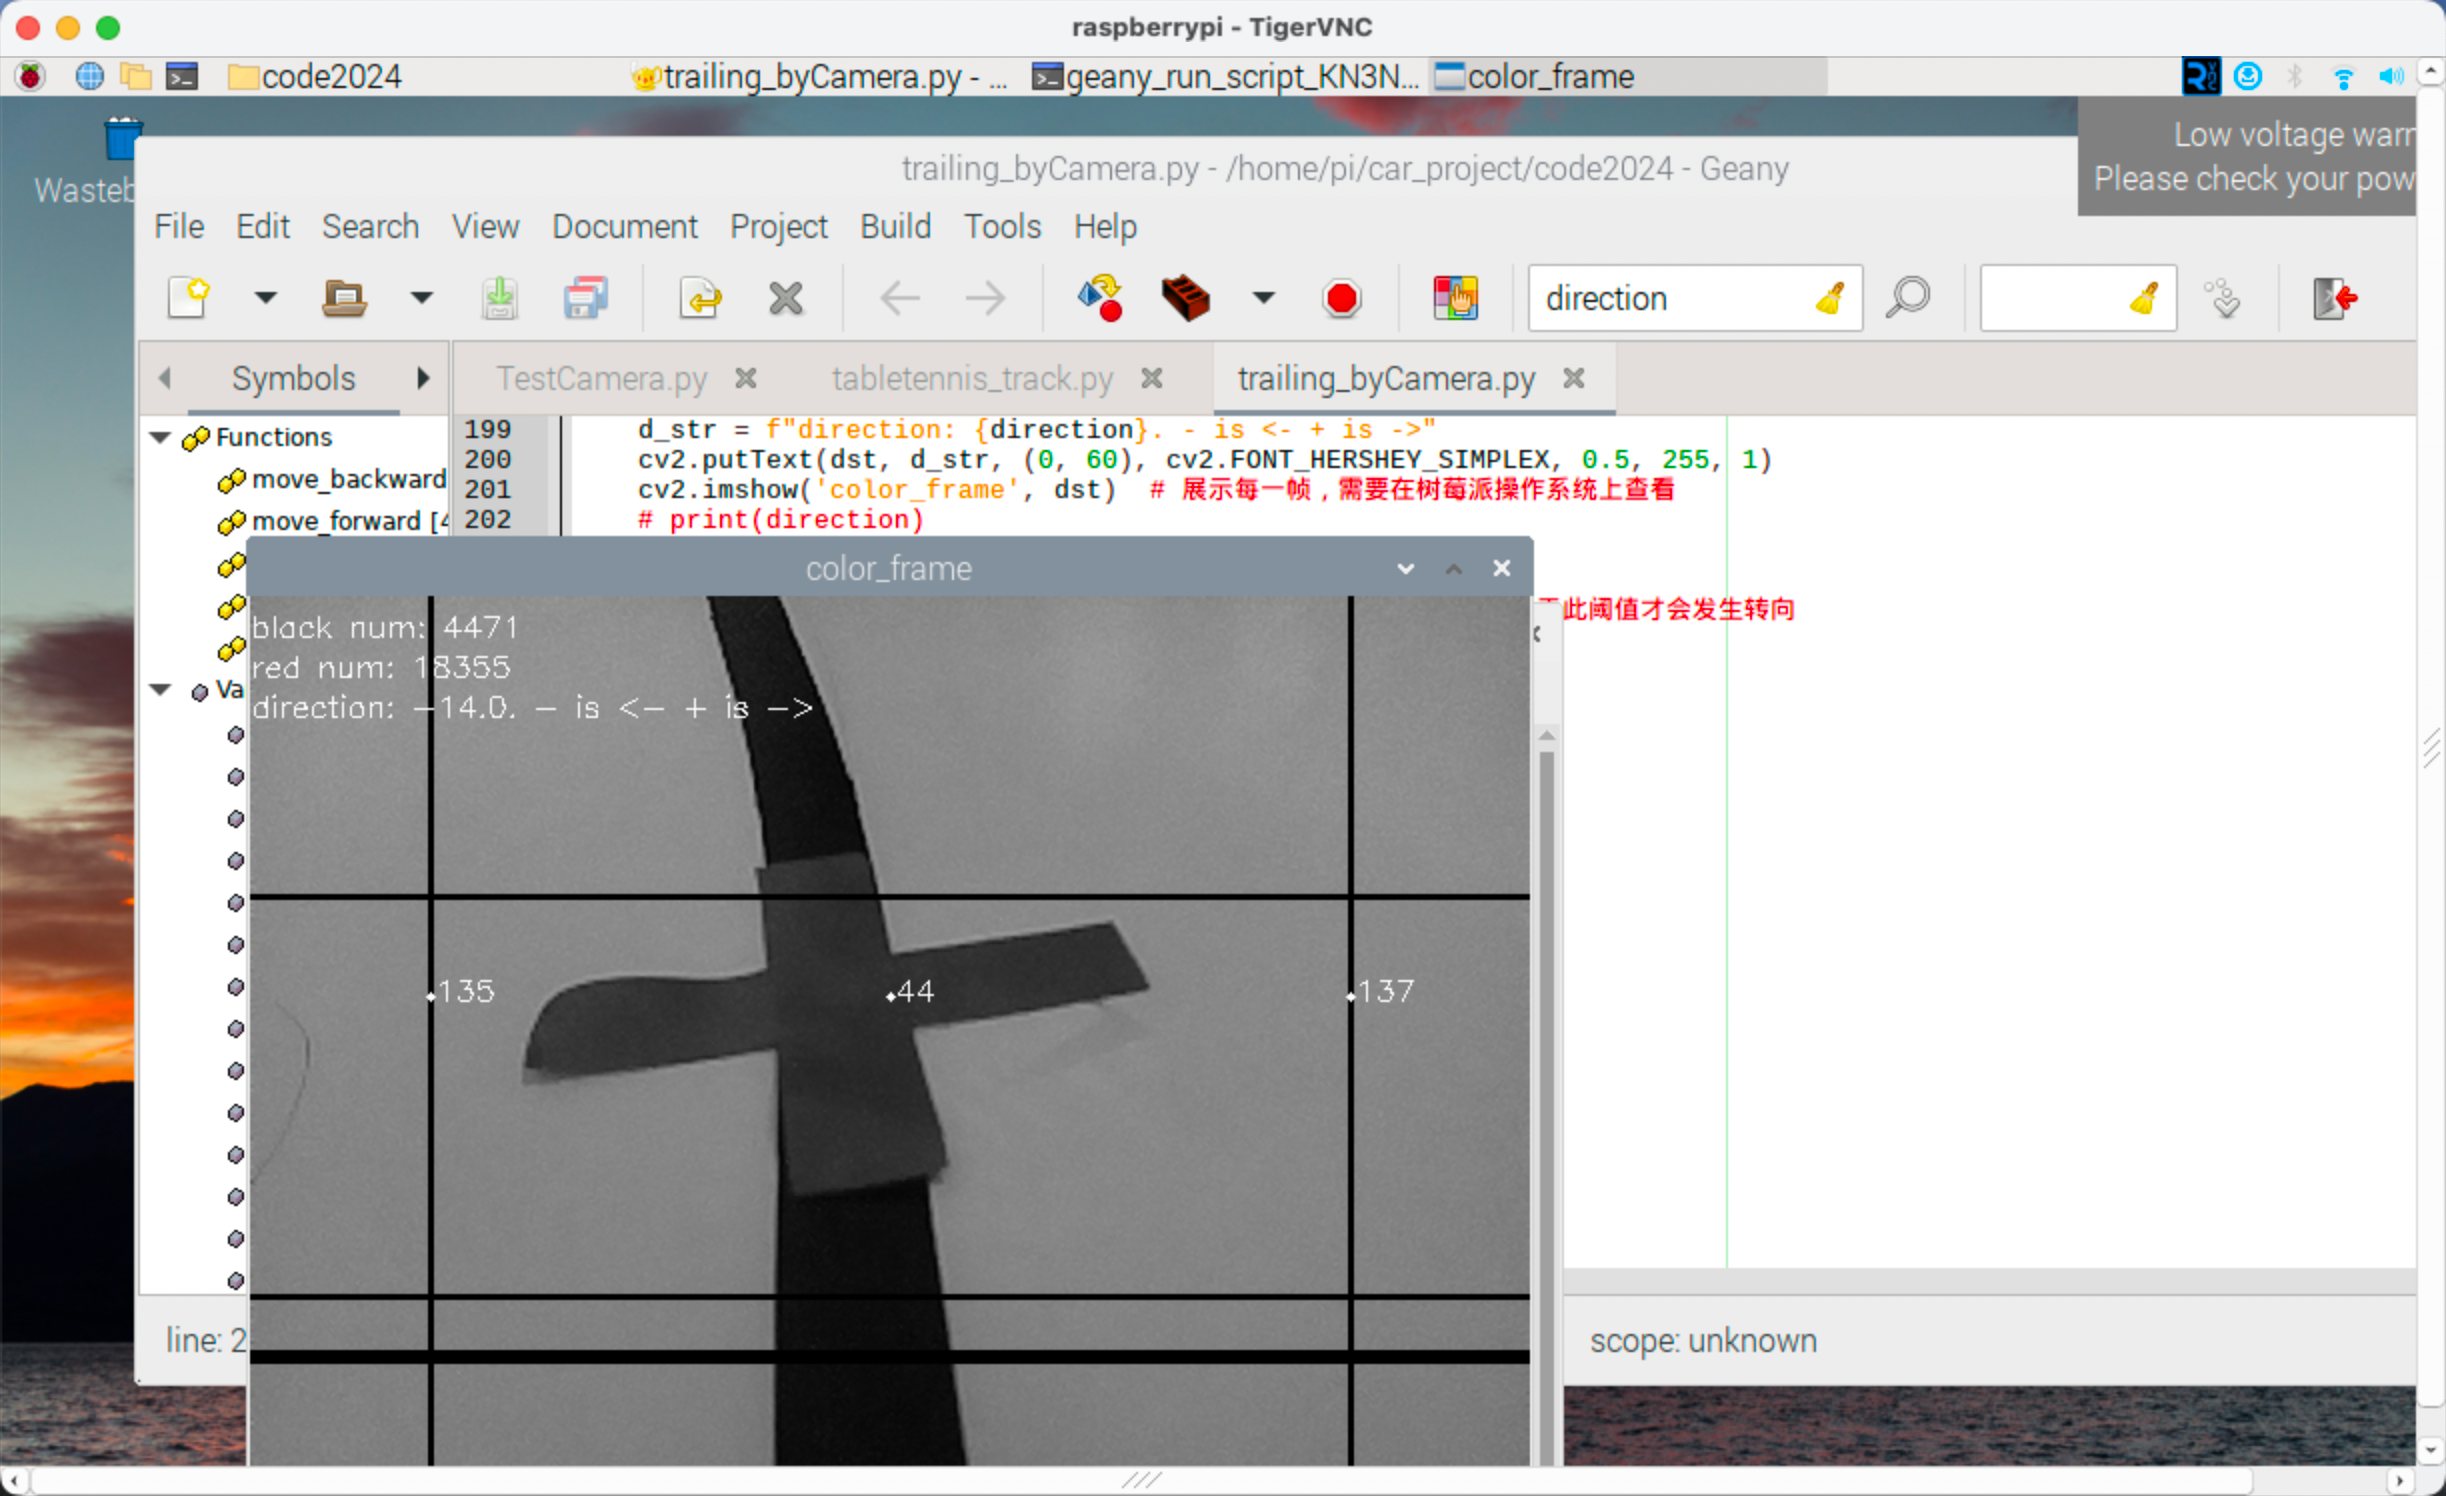 raspberrypi - TigerVNC
code2024
trailing_byCamera.py - ...
geany_run_script_KN3N...
color_frame
Low voltage warr
Please check your pow
Wasteb
trailing_byCamera.py - /home/pi/car_project/code2024 - Geany
File Edit Search View Document Project Build Tools Help
direction
Symbols
TestCamera.py
tabletennis_track.py
trailing_byCamera.py
Functions
move_backward
move_forward [4
Va
199 d_str = f"direction: {direction}. - is <- + is ->"
200 cv2.putText(dst, d_str, (0, 60), cv2.FONT_HERSHEY_SIMPLEX, 0.5, 255, 1)
201 cv2.imshow('color_frame', dst) # 展示每一帧，需要在树莓派操作系统上查看
202 # print(direction)
此阈值才会发生转向
color_frame
black num: 4471
red num: 18355
direction: -14.0. - is <- + is ->
135
44
137
line: 2
scope: unknown